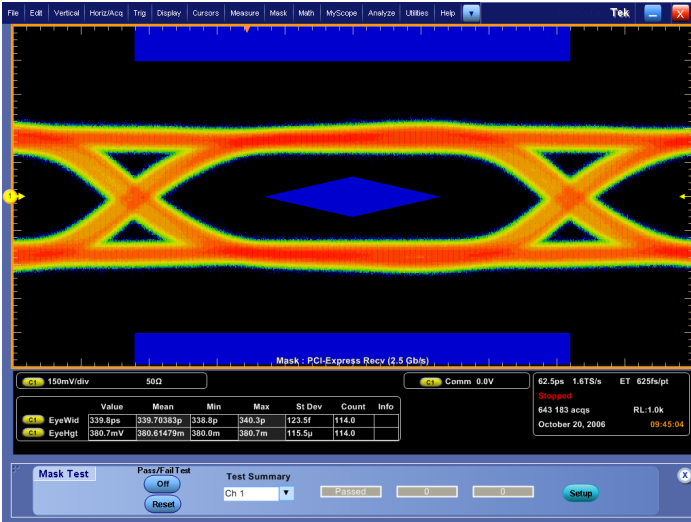 File Edit Vertical Horiz/Acq Trig Display Cursors Measure Mask Math MyScope Analyze Utilities Help Tek X
1
Mask : PCI-Express Recv (2.5 Gb/s)
C1 150mV/div 50Ω C1 Comm 0.0V 62.5ps 1.6TS/s ET 625fs/pt
Stopped
643 183 acqs RL:1.0k
October 20, 2006 09:45:04
Value Mean Min Max St Dev Count Info
C1 EyeWid 339.8ps 339.70383p 338.8p 340.3p 123.5f 114.0
C1 EyeHgt 380.7mV 380.61479m 380.0m 380.7m 115.5µ 114.0
Mask Test Pass/Fail Test Test Summary X
Off
Ch 1 Passed 0 0 Setup
Reset